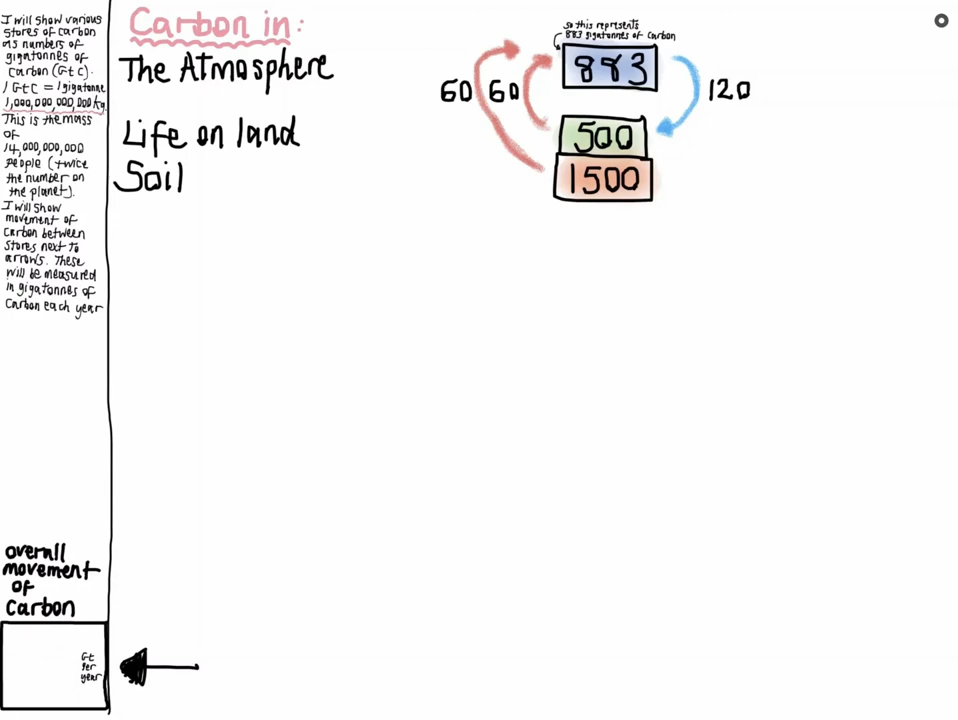 I will show various
stores of carbon
as numbers of
gigatonnes of
carbon (GtC).
1 GtC = 1gigatonne
1,000,000,000,000kg
This is the mass
of
14,000,000,000
people (twice
the number on
the planet).
I will show
movement of
carbon between
stores next to
arrows. These
will be measured
in gigatonnes of
carbon each year
Carbon in:
The Atmosphere
Life on land
Soil
so this represents
883 gigatonnes of carbon
883
60 60
120
500
1500
overall
movement
of
carbon
Gt
per
year